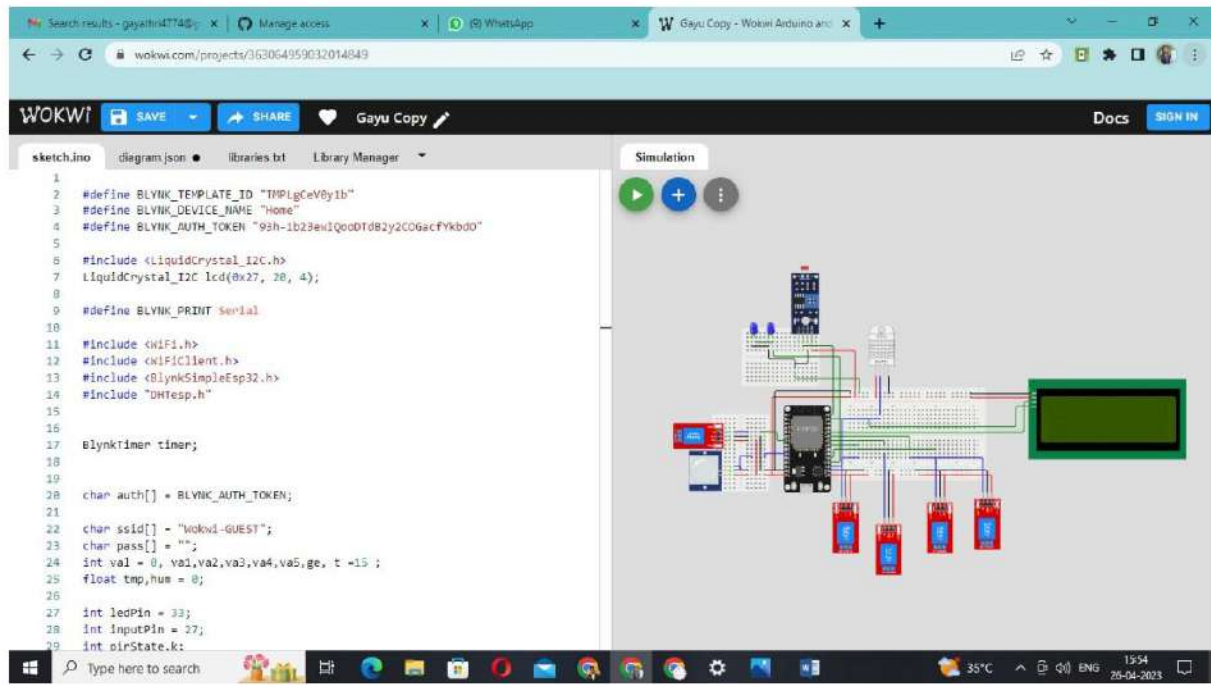 Search results - gayathri4774@g
Manage access
(9) WhatsApp
Gayu Copy - Wokwi Arduino and
wokwi.com/projects/363064959032014849
WOKWI
SAVE
SHARE
Gayu Copy
Docs
SIGN IN
sketch.ino
diagram.json
libraries.txt
Library Manager
Simulation
1
2 #define BLYNK_TEMPLATE_ID "TMPLgCeV0y1b"
3 #define BLYNK_DEVICE_NAME "Home"
4 #define BLYNK_AUTH_TOKEN "93h-1b23ewIQooDTdB2y2COGacfYkbdO"
5
6 #include <LiquidCrystal_I2C.h>
7 LiquidCrystal_I2C lcd(0x27, 20, 4);
8
9 #define BLYNK_PRINT Serial
10
11 #include <WiFi.h>
12 #include <WiFiClient.h>
13 #include <BlynkSimpleEsp32.h>
14 #include "DHTesp.h"
15
16
17 BlynkTimer timer;
18
19
20 char auth[] = BLYNK_AUTH_TOKEN;
21
22 char ssid[] = "Wokwi-GUEST";
23 char pass[] = "";
24 int val = 0, va1,va2,va3,va4,va5,ge, t =15 ;
25 float tmp,hum = 0;
26
27 int ledPin = 33;
28 int inputPin = 27;
29 int pirState,k;
Type here to search
35°C
ENG
15:54
26-04-2023